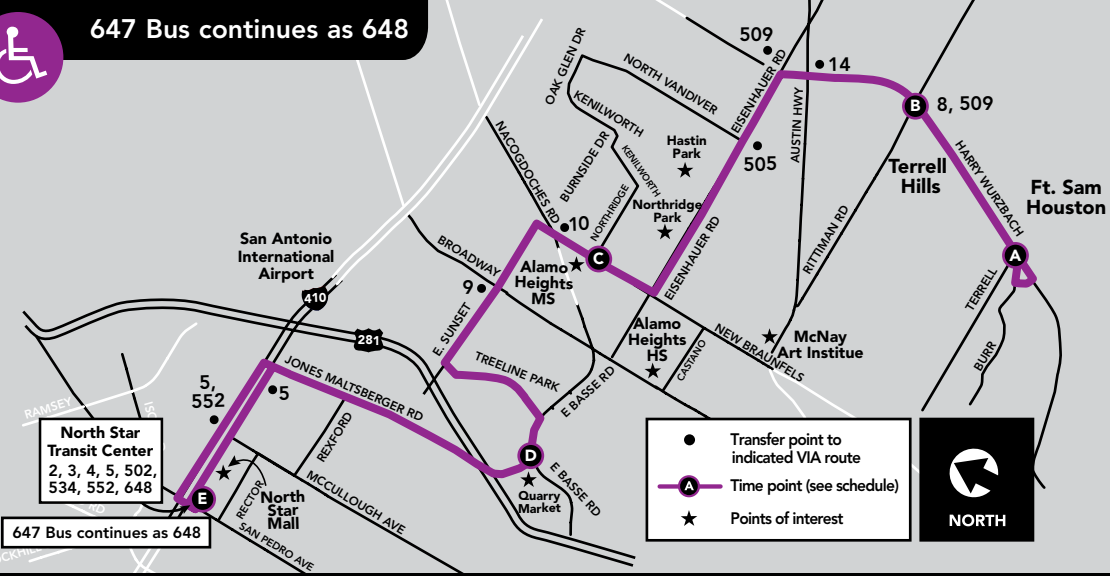 647 Bus continues as 648
509
14
OAK GLEN DR
NORTH VANDIVER
EISENHAUER RD
AUSTIN HWY
B
8, 509
KENILWORTH
NACOGDOCHES RD
BURNSIDE DR
KENILWORTH
Hastin
Park
505
HARRY WURZBACH
Terrell
Hills
Ft. Sam
Houston
NORTHRIDGE
Northridge
Park
10
C
EISENHAUER RD
RITTIMAN RD
A
TERRELL
San Antonio
International
Airport
BROADWAY
Alamo
Heights
MS
410
9
281
E. SUNSET
Alamo
Heights
HS
CASTANO
NEW BRAUNFELS
McNay
Art Institue
BURR
TREELINE PARK
E BASSE RD
JONES MALTSBERGER RD
5,
552
5
RAMSEY
REXFORD
North Star
Transit Center
2, 3, 4, 5, 502,
534, 552, 648
D
E BASSE RD
Quarry
Market
MCCULLOUGH AVE
RECTOR
North
Star
Mall
E
SAN PEDRO AVE
RD
647 Bus continues as 648
Transfer point to
indicated VIA route
A
Time point (see schedule)
Points of interest
NORTH